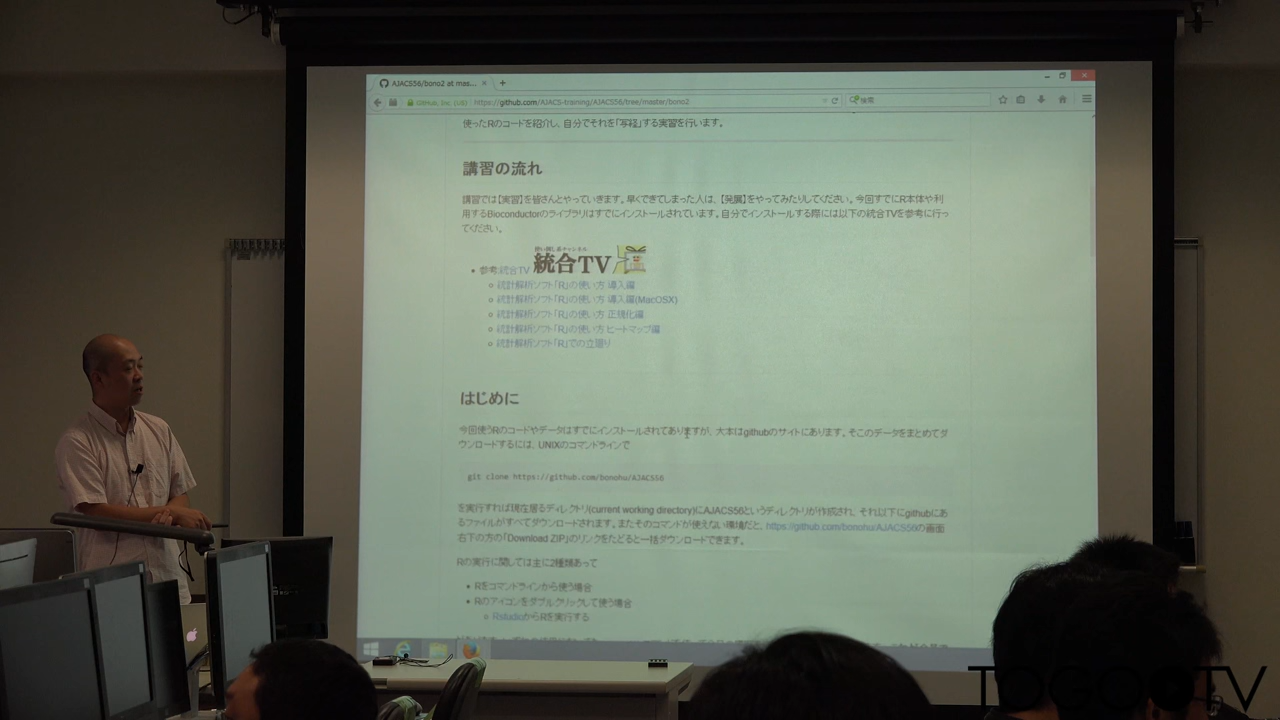 AJACS56/bono2 at mas...
GitHub, Inc. (US) https://github.com/AJACS-training/AJACS56/tree/master/bono2
検索
使ったRのコードを紹介し、自分でそれを「写経」する実習を行います。
講習の流れ
講習では【実習】を皆さんとやっていきます。早くできてしまった人は、【発展】をやってみたりしてください。今回すでにR本体や利
用するBioconductorのライブラリはすでにインストールされています。自分でインストールする際には以下の統合TVを参考に行っ
てください。
統合TV
参考:統合TV
統計解析ソフト「R」の使い方 導入編
統計解析ソフト「R」の使い方 導入編(MacOSX)
統計解析ソフト「R」の使い方 正規化編
統計解析ソフト「R」の使い方 ヒートマップ編
統計解析ソフト「R」での立廻り
はじめに
今回使うRのコードやデータはすでにインストールされてありますが、大本はgithubのサイトにあります。そこのデータをまとめてダ
ウンロードするには、UNIXのコマンドラインで
git clone https://github.com/bonohu/AJACS56
を実行すれば現在居るディレクトリ(current working directory)にAJACS56というディレクトリが作成され、それ以下にgithubにあ
るファイルがすべてダウンロードされます。またそのコマンドが使えない環境だと、https://github.com/bonohu/AJACS56の画面
右下の方の「Download ZIP」のリンクをたどると一括ダウンロードできます。
Rの実行に関しては主に2種類あって
Rをコマンドラインから使う場合
Rのアイコンをダブルクリックして使う場合
RstudioからRを実行する
TOGOTV